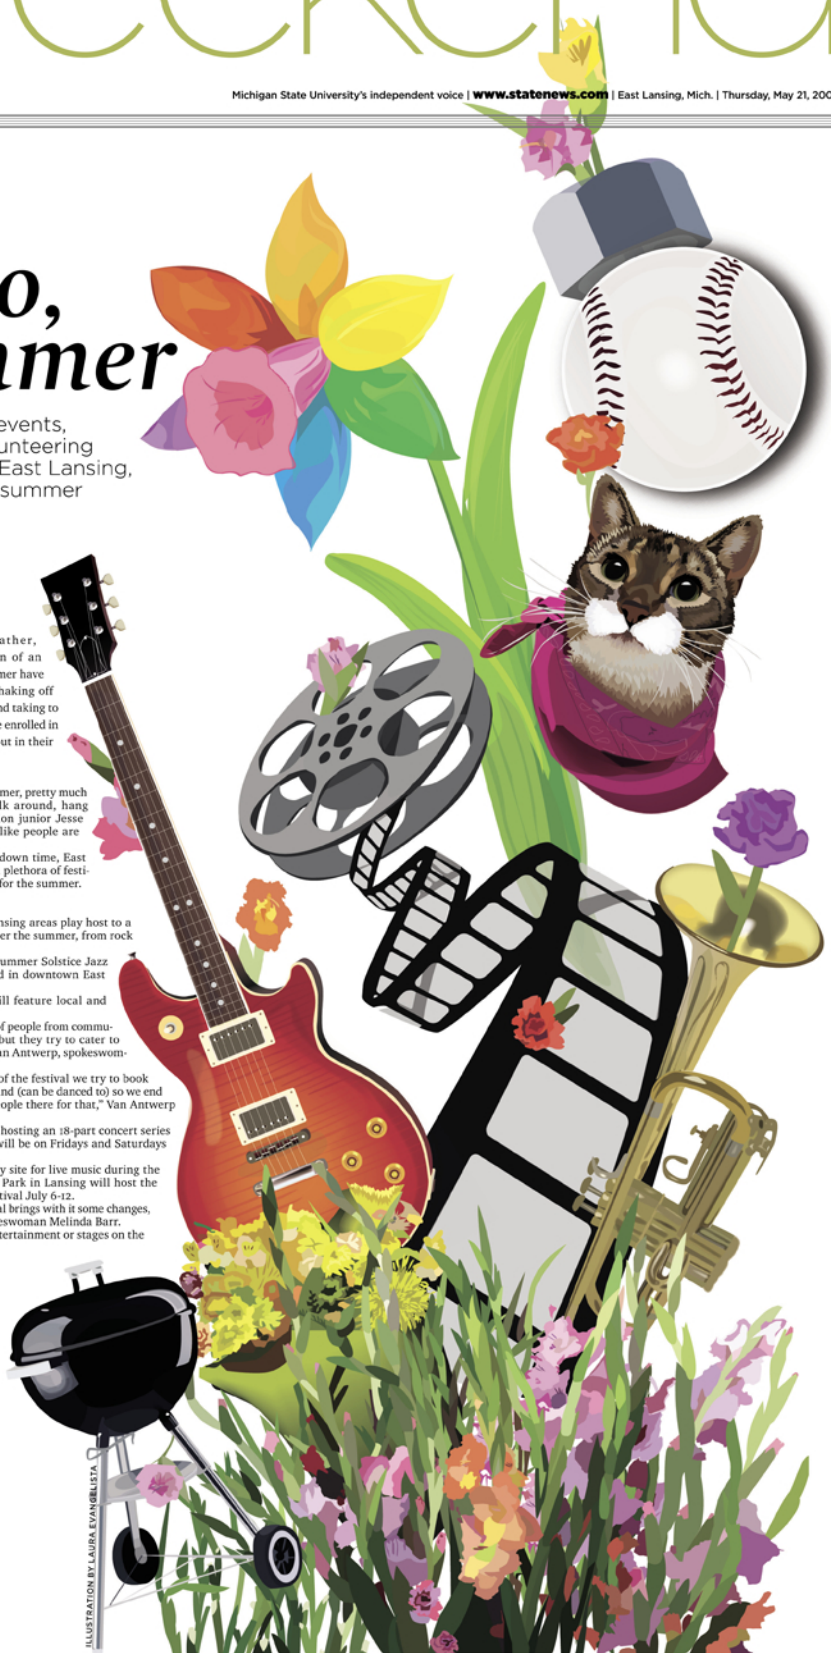 Michigan State University's independent voice | www.statenews.com | East Lansing, Mich. | Thursday, May 21, 200
o,
mer
events,
unteering
East Lansing,
summer
ather,
n of an
mer have
haking off
nd taking to
e enrolled in
out in their
mer, pretty much
lk around, hang
on junior Jesse
like people are
down time, East
plethora of festi-
for the summer.
nsing areas play host to a
er the summer, from rock
ummer Solstice Jazz
d in downtown East
ill feature local and
of people from commu-
but they try to cater to
an Antwerp, spokeswom-
of the festival we try to book
nd (can be danced to) so we end
ople there for that," Van Antwerp
hosting an 18-part concert series
will be on Fridays and Saturdays
y site for live music during the
Park in Lansing will host the
tival July 6-12.
al brings with it some changes,
eswoman Melinda Barr.
tertainment or stages on the
ILLUSTRATION BY LAURA EVANGELISTA